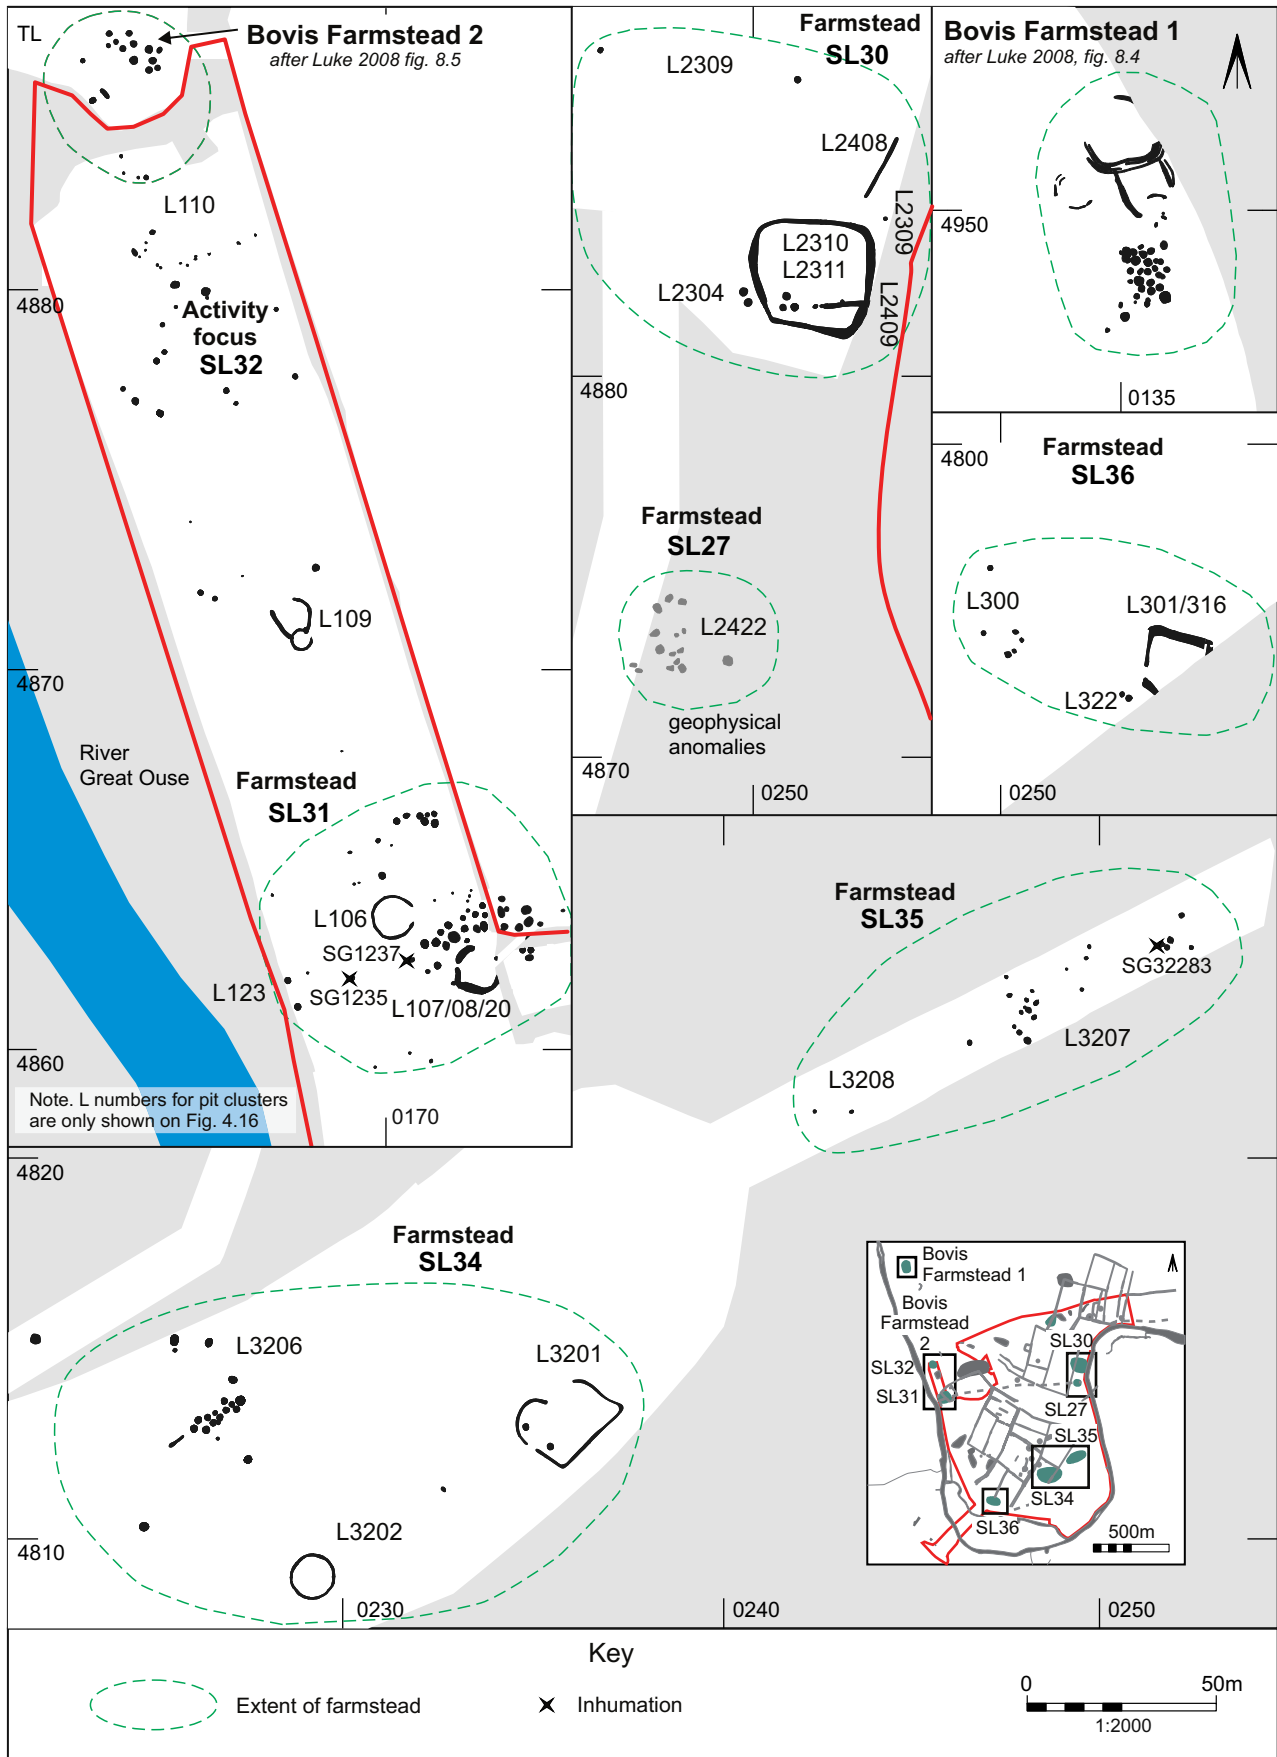 TL
Bovis Farmstead 2
after Luke 2008 fig. 8.5
L110
4880
Activity
focus
SL32
L109
4870
River
Great Ouse
Farmstead
SL31
L106
SG1237
SG1235
L123
L107/08/20
4860
Note. L numbers for pit clusters
are only shown on Fig. 4.16
0170
Farmstead
SL30
L2309
L2408
L2309
L2310
L2311
L2304
L2409
4880
Farmstead
SL27
L2422
geophysical
anomalies
4870
0250
Bovis Farmstead 1
after Luke 2008, fig. 8.4
4950
0135
4800
Farmstead
SL36
L300
L301/316
L322
0250
Farmstead
SL35
SG32283
L3207
L3208
4820
Farmstead
SL34
L3206
L3201
L3202
4810
0230
0240
0250
Bovis
Farmstead 1
Bovis
Farmstead
2
SL30
SL32
SL31
SL27
SL35
SL34
SL36
500m
Key
Extent of farmstead
Inhumation
0
50m
1:2000